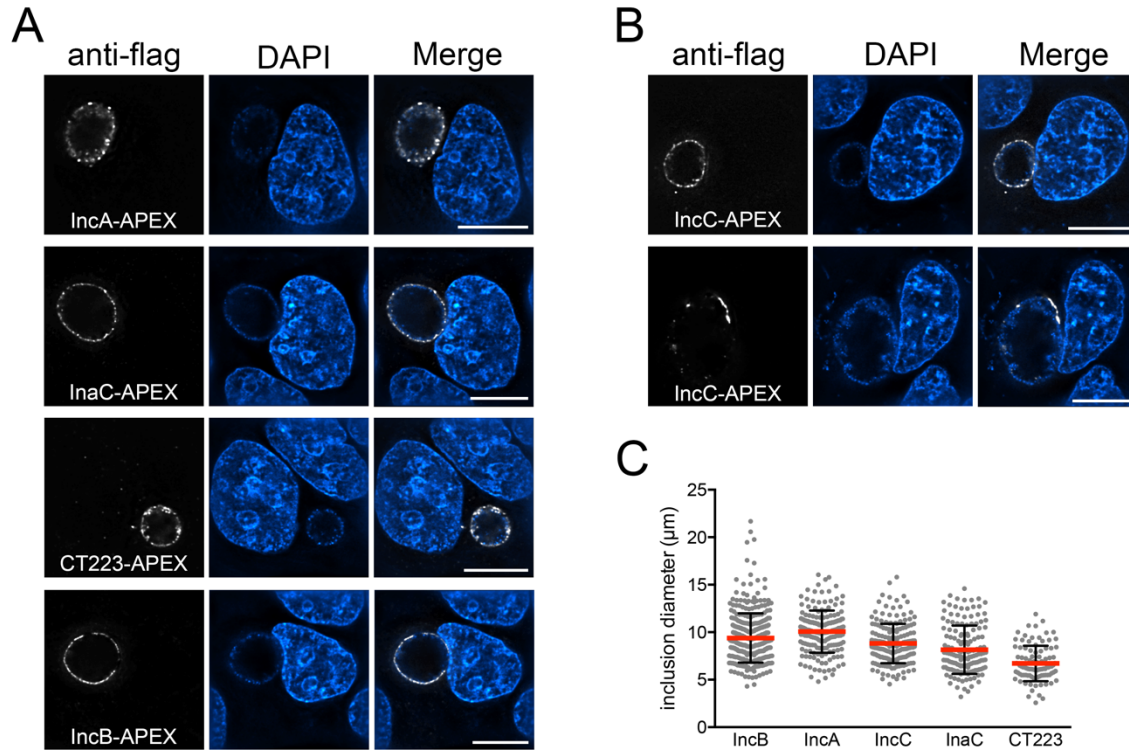 A
anti-flag DAPI Merge
IncA-APEX
InaC-APEX
CT223-APEX
IncB-APEX
B
anti-flag DAPI Merge
IncC-APEX
IncC-APEX
C
inclusion diameter (µm)
25
20
15
10
5
0
IncB IncA IncC InaC CT223